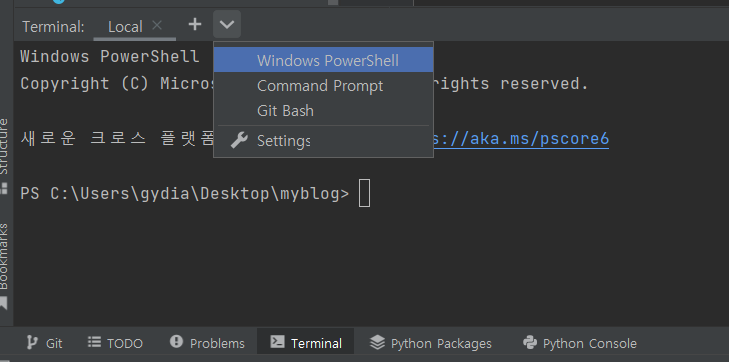 Terminal: Local
Windows PowerShell
Copyright (C) Micros
rights reserved.
Windows PowerShell
Command Prompt
Git Bash
Settings
새로운 크로스 플랫폼
s://aka.ms/pscore6
PS C:\Users\gydia\Desktop\myblog>
Structure
Bookmarks
Git TODO Problems Terminal Python Packages Python Console